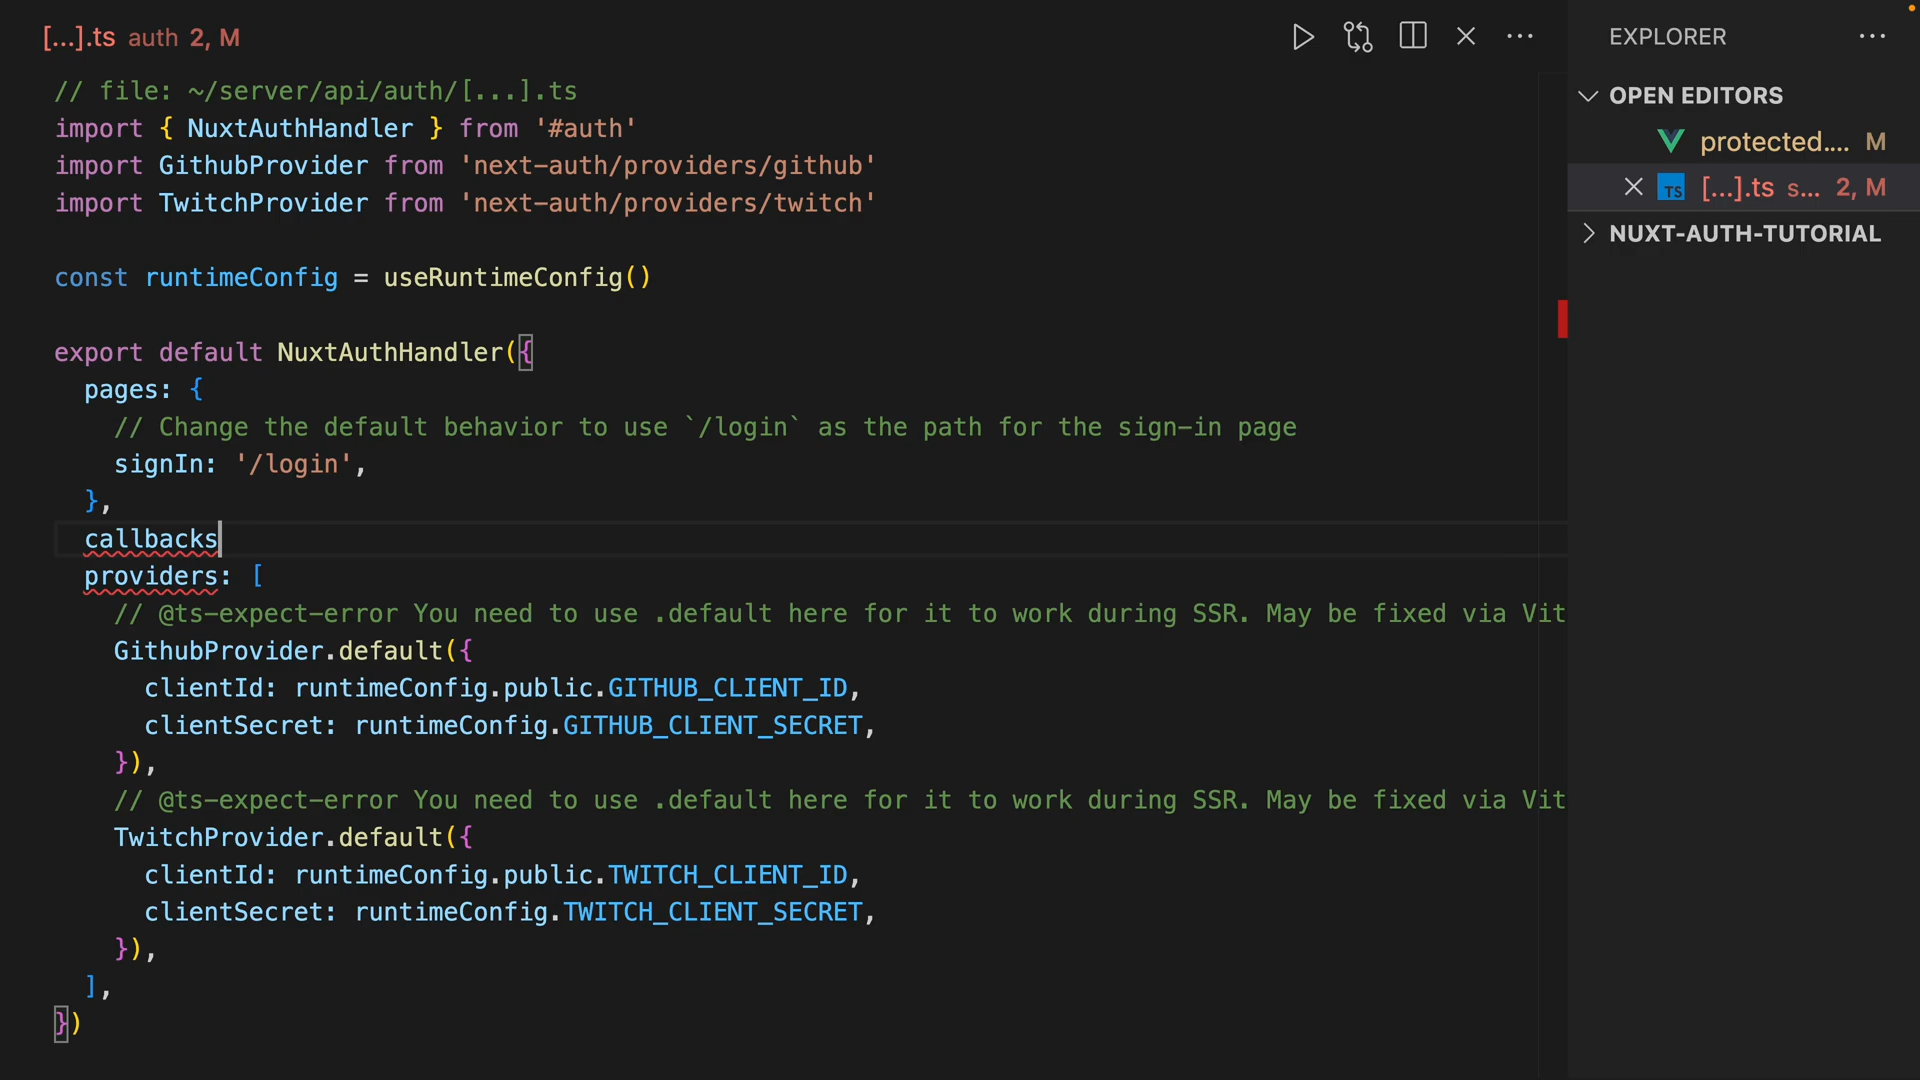 [...].ts auth 2, M
// file: ~/server/api/auth/[...].ts
import { NuxtAuthHandler } from '#auth'
import GithubProvider from 'next-auth/providers/github'
import TwitchProvider from 'next-auth/providers/twitch'
const runtimeConfig = useRuntimeConfig()
export default NuxtAuthHandler({
pages: {
// Change the default behavior to use `/login` as the path for the sign-in page
signIn: '/login',
},
callbacks
providers: [
// @ts-expect-error You need to use .default here for it to work during SSR. May be fixed via Vit
GithubProvider.default({
clientId: runtimeConfig.public.GITHUB_CLIENT_ID,
clientSecret: runtimeConfig.GITHUB_CLIENT_SECRET,
}),
// @ts-expect-error You need to use .default here for it to work during SSR. May be fixed via Vit
TwitchProvider.default({
clientId: runtimeConfig.public.TWITCH_CLIENT_ID,
clientSecret: runtimeConfig.TWITCH_CLIENT_SECRET,
}),
],
})
EXPLORER
OPEN EDITORS
protected.... M
TS [...].ts s... 2, M
NUXT-AUTH-TUTORIAL